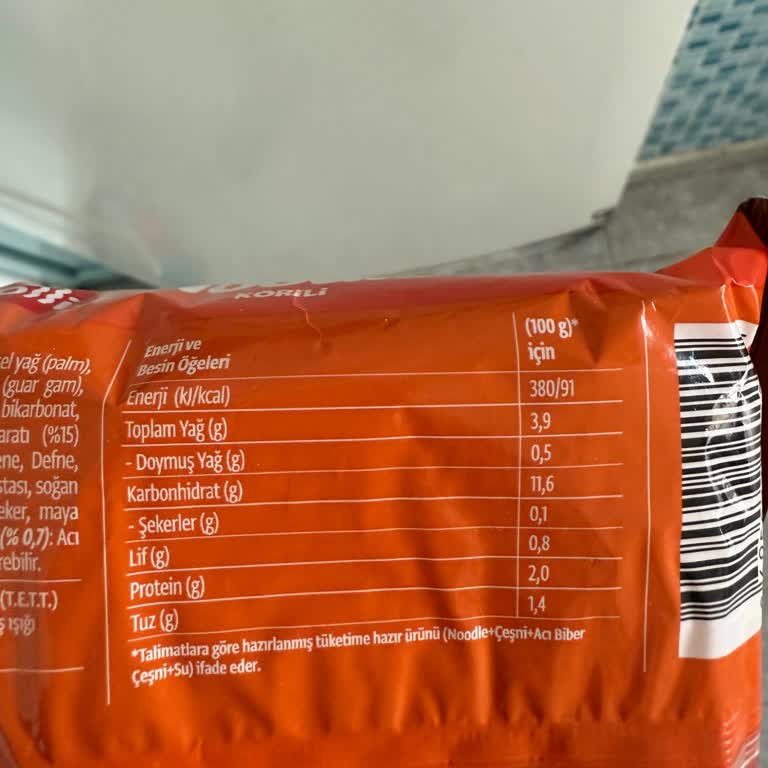 KÖRİLİ
yağ (palm),
(guar gam),
bikarbonat,
(%15)
Defne,
soğan
maya
(% 0,7): Acı
(T.E.T.T.)
ışığı
Enerji ve
Besin Öğeleri
(100 g)*
için
Enerji (kJ/kcal) 380/91
Toplam Yağ (g) 3,9
- Doymuş Yağ (g) 0,5
Karbonhidrat (g) 11,6
- Şekerler (g) 0,1
Lif (g) 0,8
Protein (g) 2,0
Tuz (g) 1,4
*Talimatlara göre hazırlanmış tüketime hazır ürünü (Noodle+Çeşni+Acı Biber
Çeşni+Su) ifade eder.